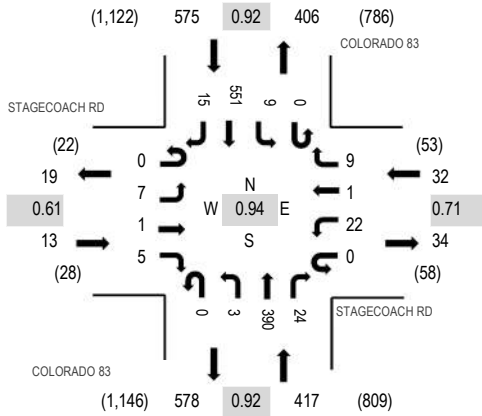 (1,122) 575 0.92 406 (786)
COLORADO 83
15 551 9 0
STAGECOACH RD
(22) 0 9 (53)
19 7 N 1 32
0.61 W 0.94 E 0.71
1 22
13 S 34
5 0
(28) (58)
0 3 390 24
STAGECOACH RD
COLORADO 83
(1,146) 578 0.92 417 (809)